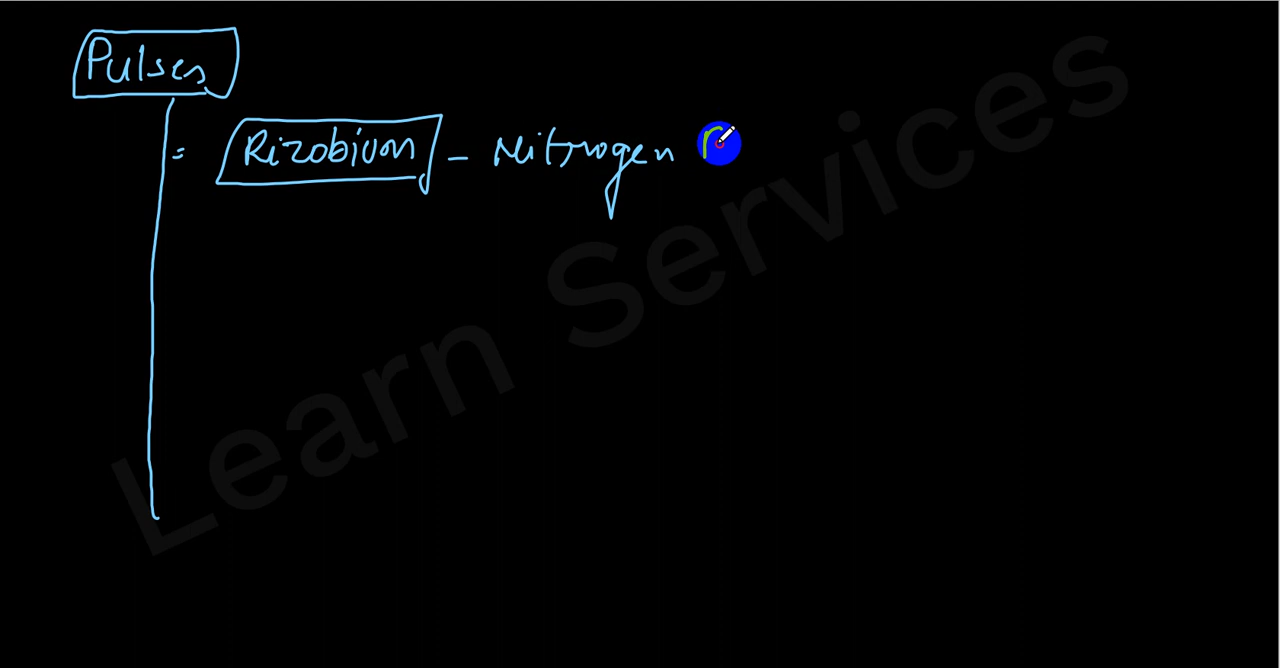 Pulses
= Rizobium - Nitrogen
Learn Services